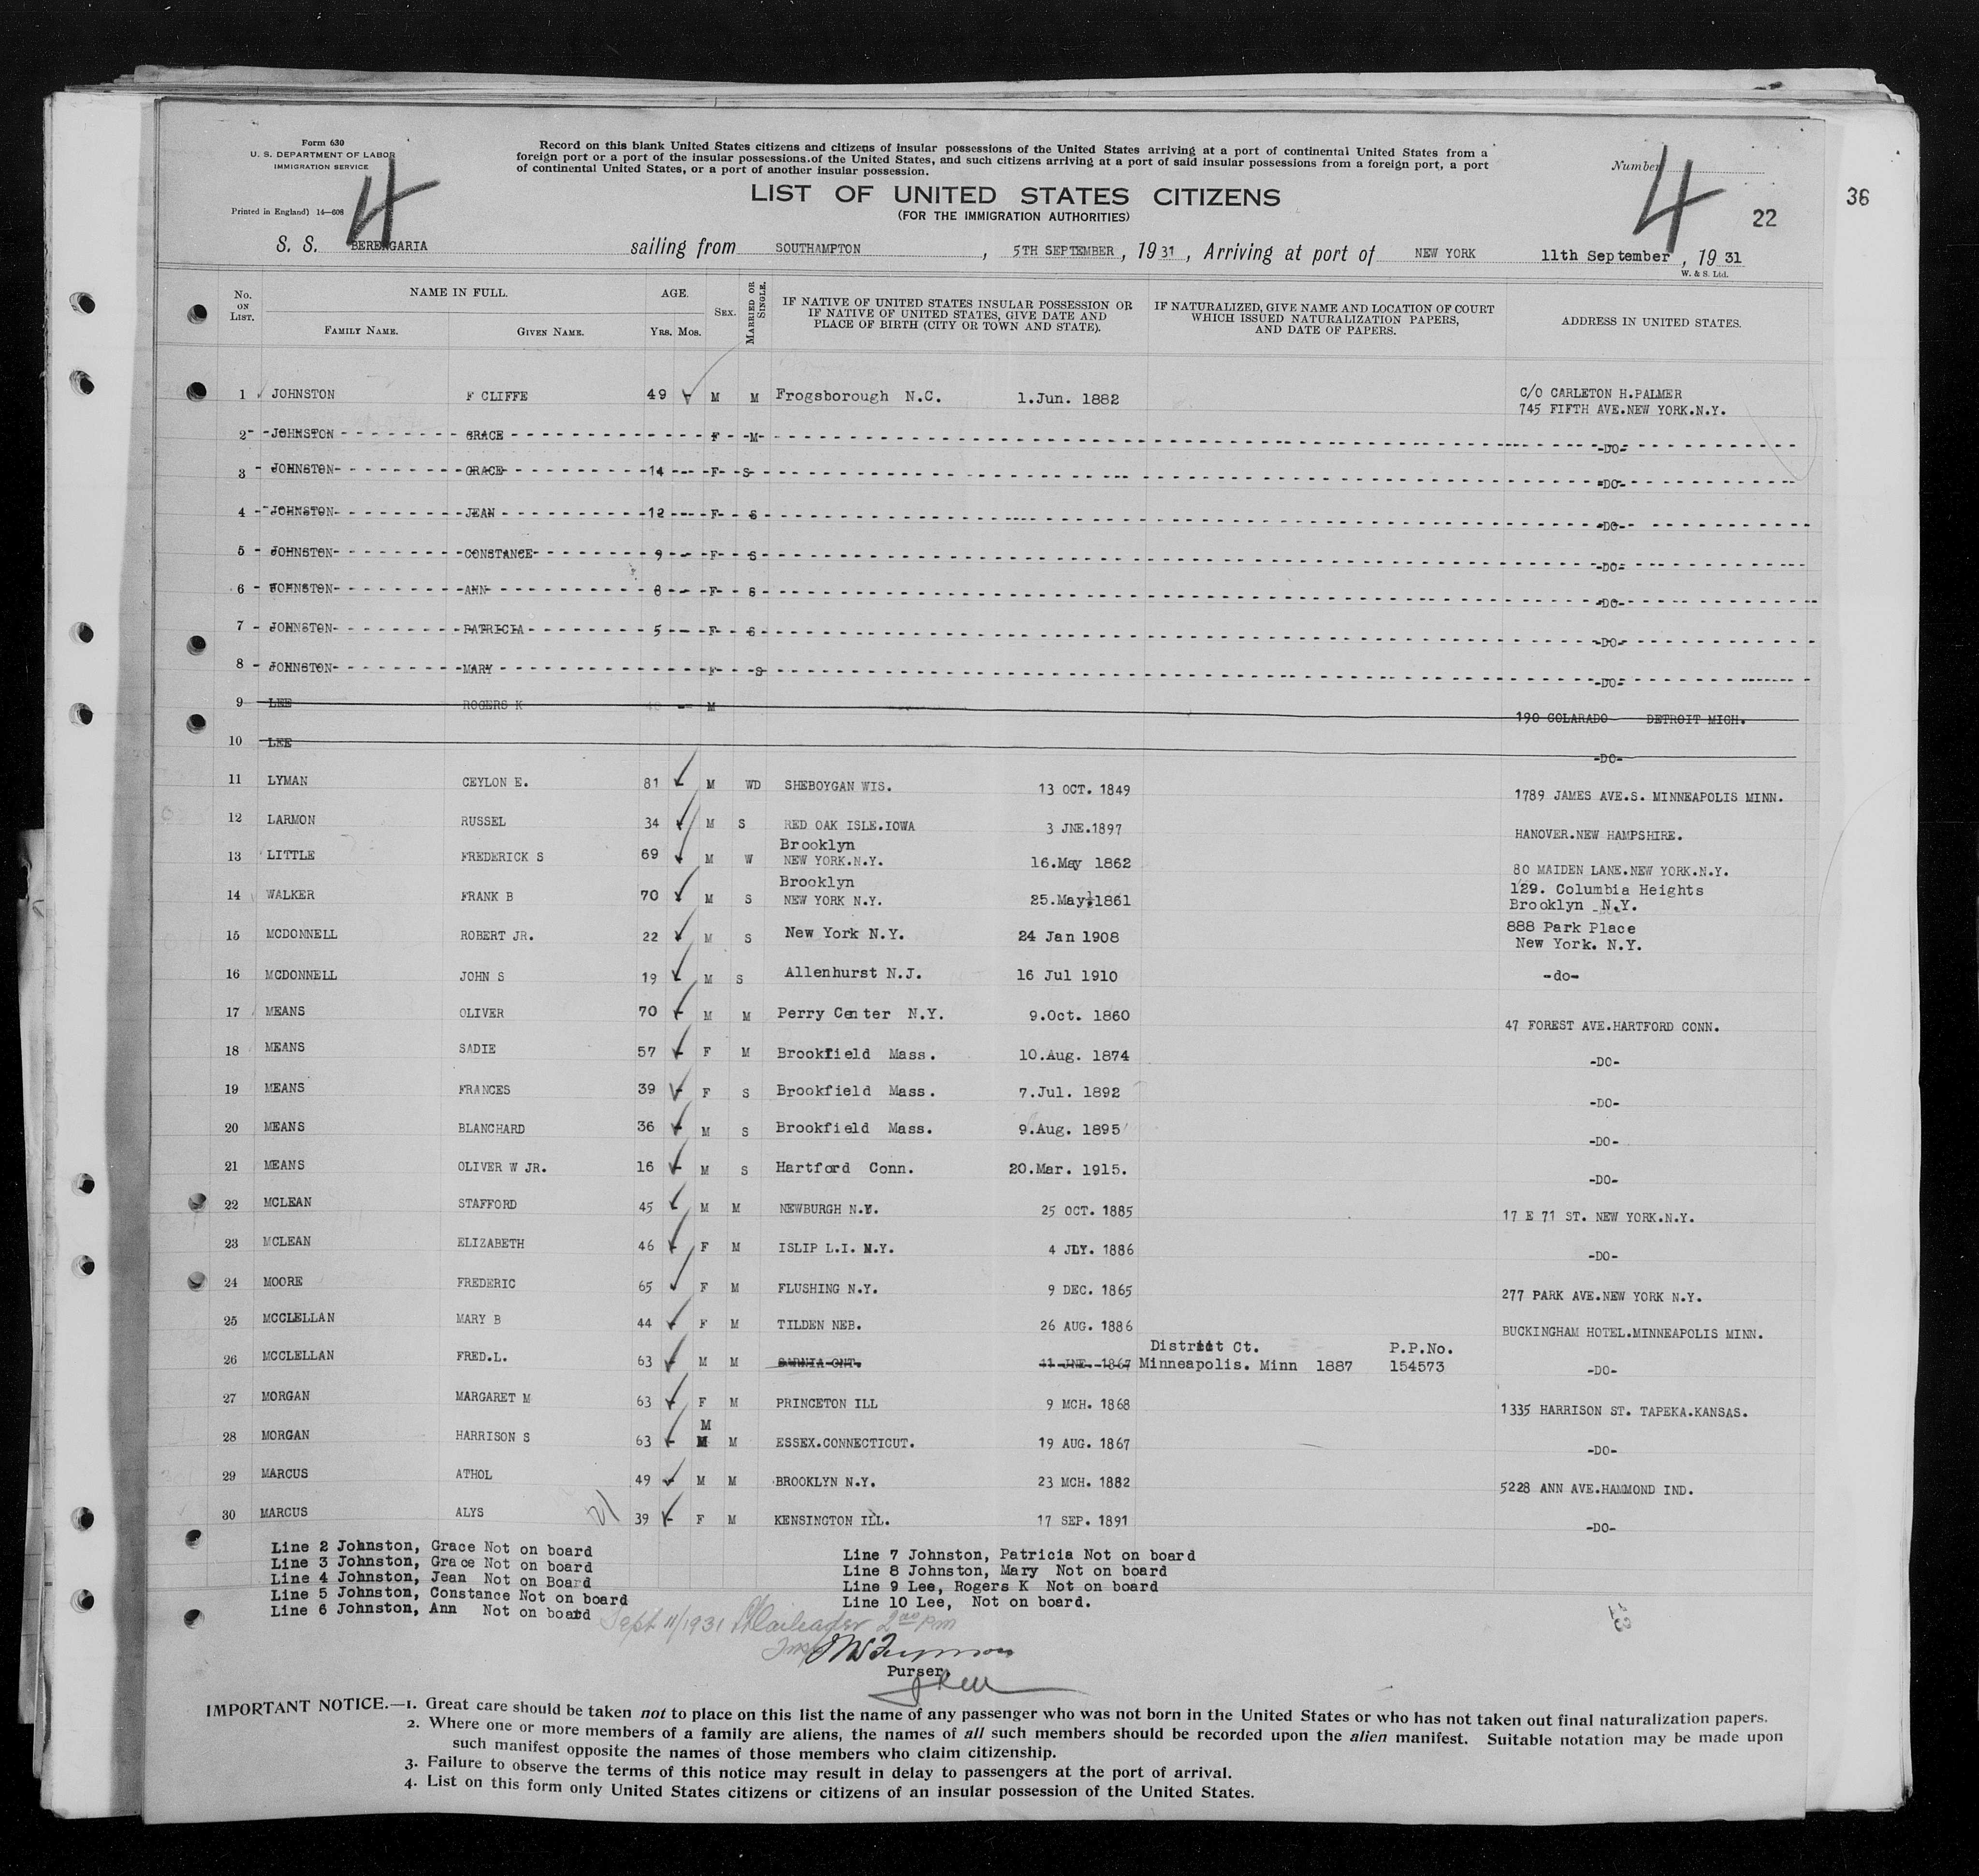 Form 630
U. S. DEPARTMENT OF LABOR
IMMIGRATION SERVICE
Printed in England) 14—608
4
Record on this blank United States citizens and citizens of insular possessions of the United States arriving at a port of continental United States from a
foreign port or a port of the insular possessions.of the United States, and such citizens arriving at a port of said insular possessions from a foreign port, a port
of continental United States, or a port of another insular possession.
LIST OF UNITED STATES CITIZENS
(FOR THE IMMIGRATION AUTHORITIES)
Number
4
22
36
S. S. BERENGARIA sailing from SOUTHAMPTON , 5TH SEPTEMBER , 19 31 , Arriving at port of NEW YORK 11th September , 19 31
W. & S. Ltd.
No. ON LIST.
NAME IN FULL.
FAMILY NAME. GIVEN NAME.
AGE.
YRS. MOS.
SEX.
MARRIED OR SINGLE.
IF NATIVE OF UNITED STATES INSULAR POSSESSION OR
IF NATIVE OF UNITED STATES, GIVE DATE AND
PLACE OF BIRTH (CITY OR TOWN AND STATE).
IF NATURALIZED, GIVE NAME AND LOCATION OF COURT
WHICH ISSUED NATURALIZATION PAPERS,
AND DATE OF PAPERS.
ADDRESS IN UNITED STATES.
1 JOHNSTON F CLIFFE 49 M M Frogsborough N.C. 1.Jun. 1882 C/O CARLETON H.PALMER
745 FIFTH AVE.NEW YORK.N.Y.
2 JOHNSTON GRACE F M -DO-
3 JOHNSTON GRACE 14 F S -DO-
4 JOHNSTON JEAN 12 F S -DO-
5 JOHNSTON CONSTANCE 9 F S -DO-
6 JOHNSTON ANN 8 F S -DO-
7 JOHNSTON PATRICIA 5 F S -DO-
8 JOHNSTON MARY F S -DO-
9 LEE ROGERS K M 190 COLARADO DETROIT MICH.
10 LEE -DO-
11 LYMAN CEYLON E. 81 M WD SHEBOYGAN WIS. 13 OCT. 1849 1789 JAMES AVE.S. MINNEAPOLIS MINN.
12 LARMON RUSSEL 34 M S RED OAK ISLE.IOWA 3 JNE.1897 HANOVER.NEW HAMPSHIRE.
Brooklyn
13 LITTLE FREDERICK S 69 M W NEW YORK.N.Y. 16.May 1862 80 MAIDEN LANE.NEW YORK.N.Y.
Brooklyn
14 WALKER FRANK B 70 M S NEW YORK N.Y. 25.May 1861 129. Columbia Heights
Brooklyn N.Y.
15 MCDONNELL ROBERT JR. 22 M S New York N.Y. 24 Jan 1908 888 Park Place
New York. N.Y.
16 MCDONNELL JOHN S 19 M S Allenhurst N.J. 16 Jul 1910 -do-
17 MEANS OLIVER 70 M M Perry Center N.Y. 9.Oct. 1860 47 FOREST AVE.HARTFORD CONN.
18 MEANS SADIE 57 F M Brookfield Mass. 10.Aug. 1874 -DO-
19 MEANS FRANCES 39 F S Brookfield Mass. 7.Jul. 1892 -DO-
20 MEANS BLANCHARD 36 M S Brookfield Mass. 9.Aug. 1895 -DO-
21 MEANS OLIVER W JR. 16 M S Hartford Conn. 20.Mar. 1915. -DO-
22 MCLEAN STAFFORD 45 M M NEWBURGH N.Y. 25 OCT. 1885 17 E 71 ST. NEW YORK.N.Y.
23 MCLEAN ELIZABETH 46 F M ISLIP L.I. N.Y. 4 JLY. 1886 -DO-
24 MOORE FREDERIC 65 F M FLUSHING N.Y. 9 DEC. 1865 277 PARK AVE.NEW YORK N.Y.
25 MCCLELLAN MARY B 44 F M TILDEN NEB. 26 AUG. 1886 BUCKINGHAM HOTEL.MINNEAPOLIS MINN.
District Ct. P.P.No.
26 MCCLELLAN FRED.L. 63 M M SARNIA ONT. 11 JNE. 1867 Minneapolis. Minn 1887 154573 -DO-
27 MORGAN MARGARET M 63 F M PRINCETON ILL 9 MCH. 1868 1335 HARRISON ST. TAPEKA.KANSAS.
M
28 MORGAN HARRISON S 63 M M ESSEX.CONNECTICUT. 19 AUG. 1867 -DO-
29 MARCUS ATHOL 49 M M BROOKLYN N.Y. 23 MCH. 1882 5228 ANN AVE.HAMMOND IND.
30 MARCUS ALYS 39 F M KENSINGTON ILL. 17 SEP. 1891 -DO-
Line 2 Johnston, Grace Not on board
Line 3 Johnston, Grace Not on board
Line 4 Johnston, Jean Not on Board
Line 5 Johnston, Constance Not on board
Line 6 Johnston, Ann Not on board
Line 7 Johnston, Patricia Not on board
Line 8 Johnston, Mary Not on board
Line 9 Lee, Rogers K Not on board
Line 10 Lee, Not on board.
Sept 11/1931 2 00 pm
Purser.
IMPORTANT NOTICE.—1. Great care should be taken not to place on this list the name of any passenger who was not born in the United States or who has not taken out final naturalization papers.
2. Where one or more members of a family are aliens, the names of all such members should be recorded upon the alien manifest. Suitable notation may be made upon
such manifest opposite the names of those members who claim citizenship.
3. Failure to observe the terms of this notice may result in delay to passengers at the port of arrival.
4. List on this form only United States citizens or citizens of an insular possession of the United States.